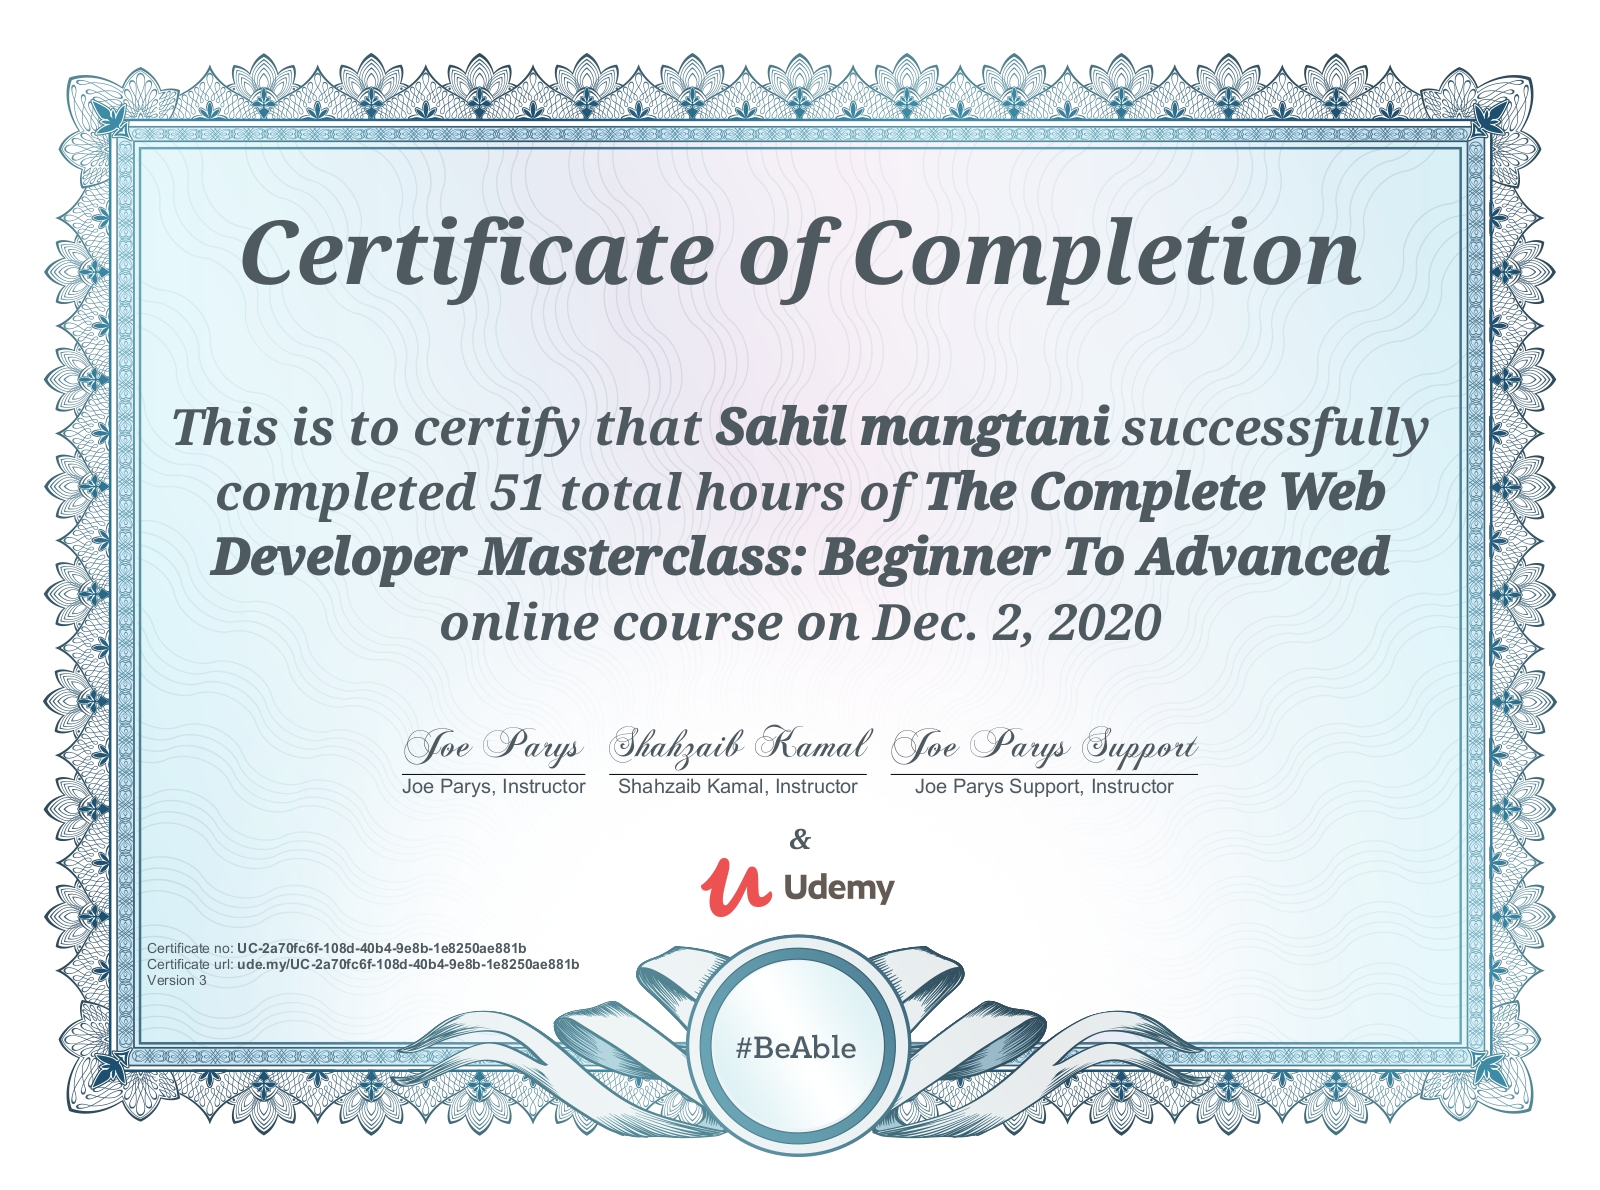 Certificate of Completion
This is to certify that Sahil mangtani successfully
completed 51 total hours of The Complete Web
Developer Masterclass: Beginner To Advanced
online course on Dec. 2, 2020
Joe Parys Shahzaib Kamal Joe Parys Support
Joe Parys, Instructor Shahzaib Kamal, Instructor Joe Parys Support, Instructor
&
Udemy
Certificate no: UC-2a70fc6f-108d-40b4-9e8b-1e8250ae881b
Certificate url: ude.my/UC-2a70fc6f-108d-40b4-9e8b-1e8250ae881b
Version 3
#BeAble